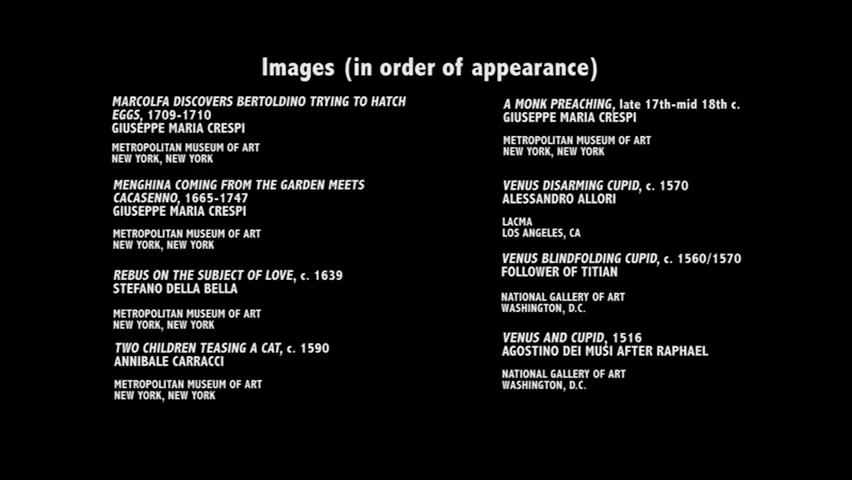 Images (in order of appearance)
MARCOLFA DISCOVERS BERTOLDINO TRYING TO HATCH
EGGS, 1709-1710
GIUSEPPE MARIA CRESPI
METROPOLITAN MUSEUM OF ART
NEW YORK, NEW YORK
MENGHINA COMING FROM THE GARDEN MEETS
CACASENNO, 1665-1747
GIUSEPPE MARIA CRESPI
METROPOLITAN MUSEUM OF ART
NEW YORK, NEW YORK
REBUS ON THE SUBJECT OF LOVE, c. 1639
STEFANO DELLA BELLA
METROPOLITAN MUSEUM OF ART
NEW YORK, NEW YORK
TWO CHILDREN TEASING A CAT, c. 1590
ANNIBALE CARRACCI
METROPOLITAN MUSEUM OF ART
NEW YORK, NEW YORK
A MONK PREACHING, late 17th-mid 18th c.
GIUSEPPE MARIA CRESPI
METROPOLITAN MUSEUM OF ART
NEW YORK, NEW YORK
VENUS DISARMING CUPID, c. 1570
ALESSANDRO ALLORI
LACMA
LOS ANGELES, CA
VENUS BLINDFOLDING CUPID, c. 1560/1570
FOLLOWER OF TITIAN
NATIONAL GALLERY OF ART
WASHINGTON, D.C.
VENUS AND CUPID, 1516
AGOSTINO DEI MUSI AFTER RAPHAEL
NATIONAL GALLERY OF ART
WASHINGTON, D.C.